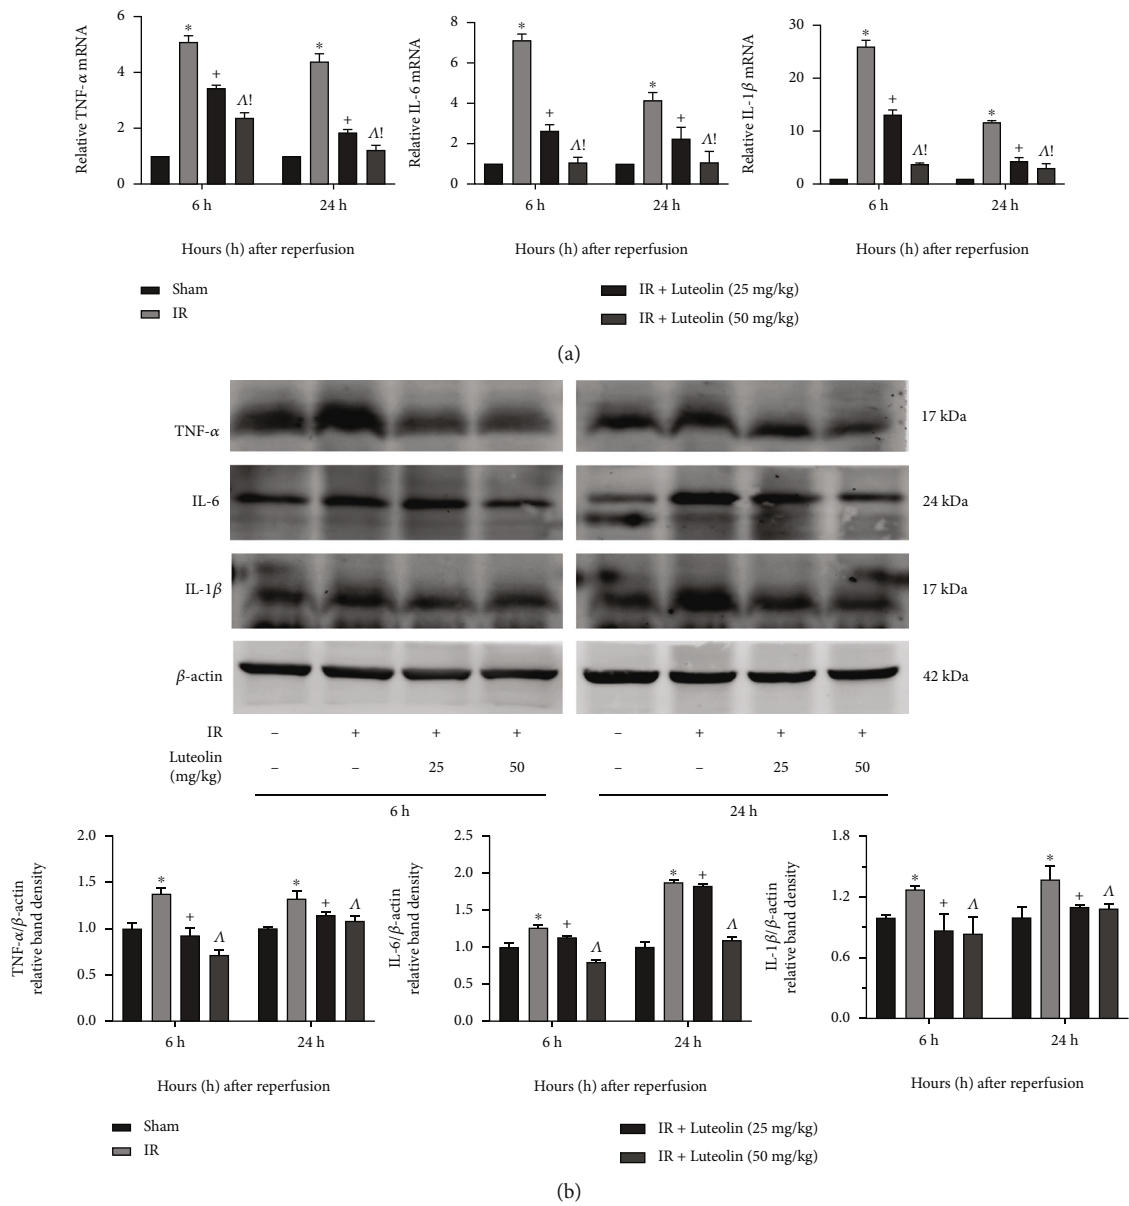 Relative TNF-α mRNA
6
4
2
0
* + Λ! * + Λ!
6 h 24 h
Hours (h) after reperfusion
Relative IL-6 mRNA
8
6
4
2
0
* + Λ! * + Λ!
6 h 24 h
Hours (h) after reperfusion
Relative IL-1β mRNA
30
20
10
0
* + Λ! * + Λ!
6 h 24 h
Hours (h) after reperfusion
Sham
IR
IR + Luteolin (25 mg/kg)
IR + Luteolin (50 mg/kg)
(a)
TNF-α 17 kDa
IL-6 24 kDa
IL-1β 17 kDa
β-actin 42 kDa
IR – + + + – + + +
Luteolin
(mg/kg) – – 25 50 – – 25 50
6 h 24 h
TNF-α/β-actin
relative band density
2.0
1.5
1.0
0.5
0.0
* + Λ * + Λ
6 h 24 h
Hours (h) after reperfusion
IL-6/β-actin
relative band density
2.5
2.0
1.5
1.0
0.5
0.0
* + Λ * + Λ
6 h 24 h
Hours (h) after reperfusion
IL-1β/β-actin
relative band density
1.8
1.2
0.6
0.0
* + Λ * + Λ
6 h 24 h
Hours (h) after reperfusion
Sham
IR
IR + Luteolin (25 mg/kg)
IR + Luteolin (50 mg/kg)
(b)